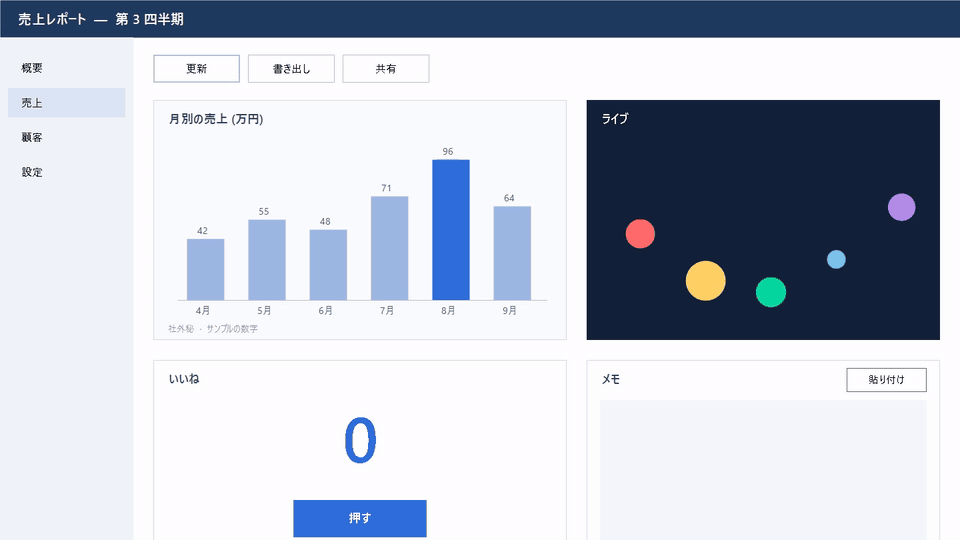 売上レポート — 第 3 四半期
概要
売上
顧客
設定
更新
書き出し
共有
月別の売上 (万円)
96
71
64
55
48
42
4月
5月
6月
7月
8月
9月
社外秘 · サンプルの数字
ライブ
いいね
0
押す
メモ
貼り付け